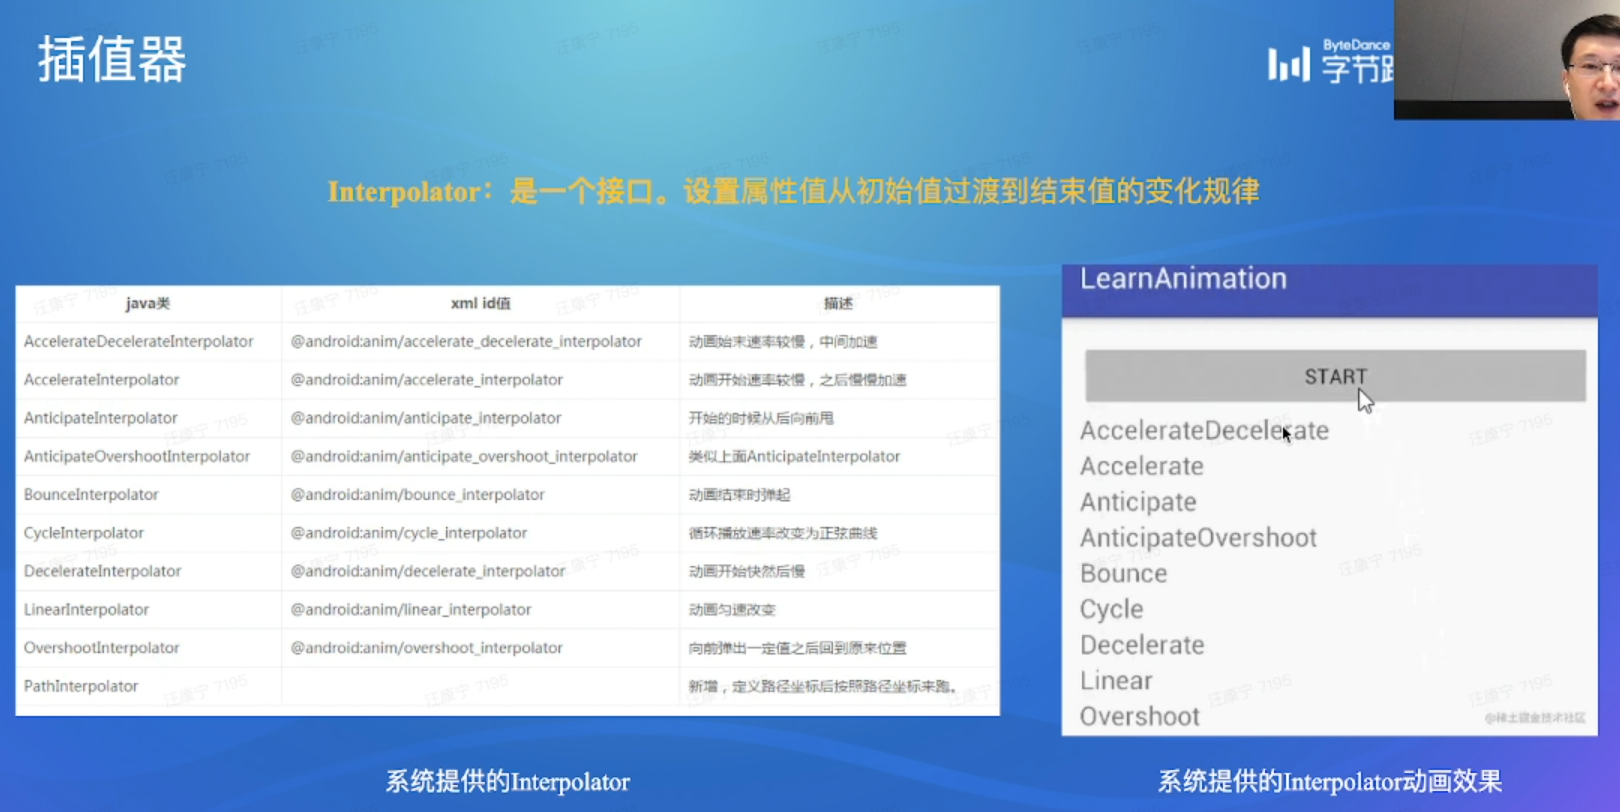 插值器
ByteDance
字节跳
Interpolator：是一个接口。设置属性值从初始值过渡到结束值的变化规律
java类 xml id值 描述
AccelerateDecelerateInterpolator @android:anim/accelerate_decelerate_interpolator 动画始末速率较慢，中间加速
AccelerateInterpolator @android:anim/accelerate_interpolator 动画开始速率较慢，之后慢慢加速
AnticipateInterpolator @android:anim/anticipate_interpolator 开始的时候从后向前甩
AnticipateOvershootInterpolator @android:anim/anticipate_overshoot_interpolator 类似上面AnticipateInterpolator
BounceInterpolator @android:anim/bounce_interpolator 动画结束时弹起
CycleInterpolator @android:anim/cycle_interpolator 循环播放速率改变为正弦曲线
DecelerateInterpolator @android:anim/decelerate_interpolator 动画开始快然后慢
LinearInterpolator @android:anim/linear_interpolator 动画匀速改变
OvershootInterpolator @android:anim/overshoot_interpolator 向前弹出一定值之后回到原来位置
PathInterpolator 新增，定义路径坐标后按照路径坐标来跑。
系统提供的Interpolator
LearnAnimation
START
AccelerateDecelerate
Accelerate
Anticipate
AnticipateOvershoot
Bounce
Cycle
Decelerate
Linear
Overshoot
@稀土掘金技术社区
系统提供的Interpolator动画效果
汪康宁 7195